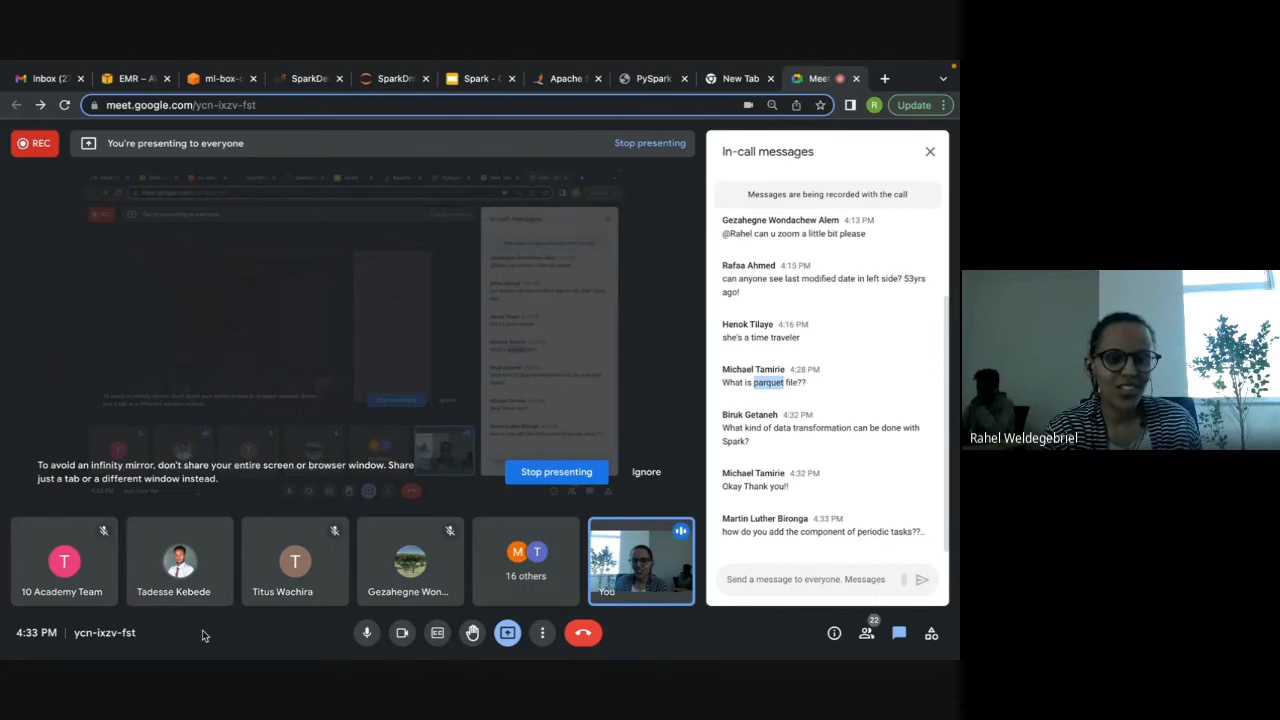 Inbox (2
EMR – A
ml-box-c
SparkDe
SparkDm
Spark - C
Apache
PySpark
New Tab
Meet
meet.google.com/ycn-ixzv-fst
R
Update
REC
You're presenting to everyone
Stop presenting
In-call messages
Messages are being recorded with the call
Gezahegne Wondachew Alem 4:13 PM
@Rahel can u zoom a little bit please
Rafaa Ahmed 4:15 PM
can anyone see last modified date in left side? 53yrs
ago!
Henok Tilaye 4:16 PM
she's a time traveler
Michael Tamirie 4:28 PM
What is parquet file??
Biruk Getaneh 4:32 PM
What kind of data transformation can be done with
Spark?
Michael Tamirie 4:32 PM
Okay Thank you!!
Martin Luther Bironga 4:33 PM
how do you add the component of periodic tasks??..
Send a message to everyone. Messages
To avoid an infinity mirror, don't share your entire screen or browser window. Share
just a tab or a different window instead.
Stop presenting
Ignore
T
10 Academy Team
Tadesse Kebede
T
Titus Wachira
Gezahegne Won...
M T
16 others
You
4:33 PM | ycn-ixzv-fst
22
Rahel Weldegebriel